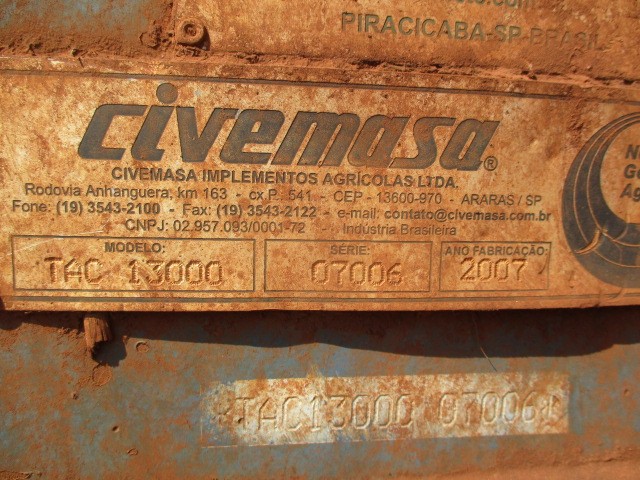 PIRACICABA-SP-BRASIL
civemasa®
CIVEMASA IMPLEMENTOS AGRÍCOLAS LTDA.
Rodovia Anhanguera, km 163 - cx P. 541 - CEP - 13600-970 - ARARAS / SP
Fone: (19) 3543-2100 - Fax: (19) 3543-2122 - e-mail: contato@civemasa.com.br
CNPJ: 02.957.093/0001-72 - Indústria Brasileira
MODELO: SÉRIE: ANO FABRICAÇÃO:
TAC 13000 07006 2007
*TAC13000 07006*